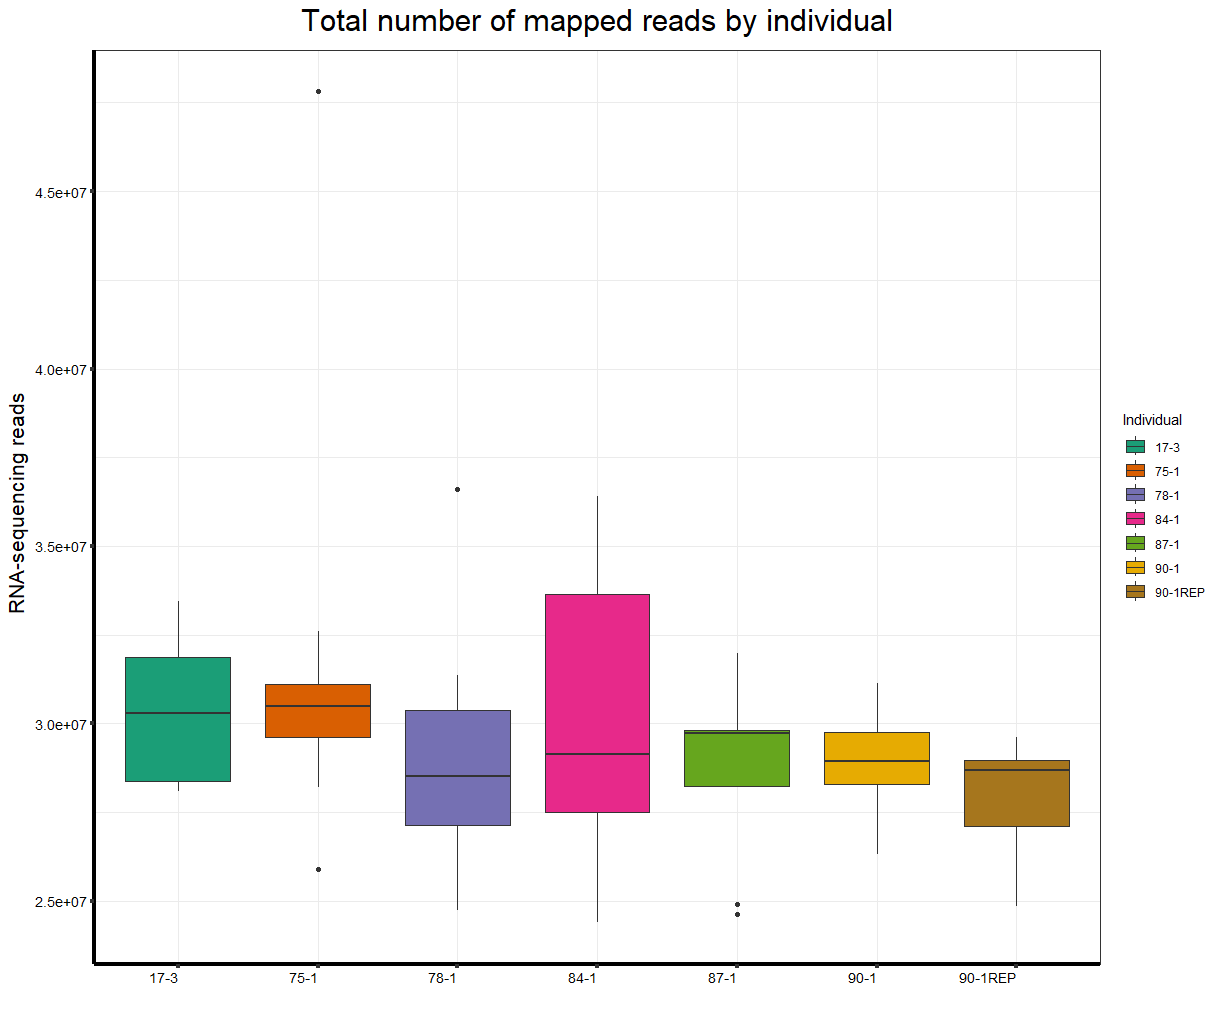 Total number of mapped reads by individual
RNA-sequencing reads
4.5e+07
4.0e+07
3.5e+07
3.0e+07
2.5e+07
17-3
75-1
78-1
84-1
87-1
90-1
90-1REP
Individual
17-3
75-1
78-1
84-1
87-1
90-1
90-1REP